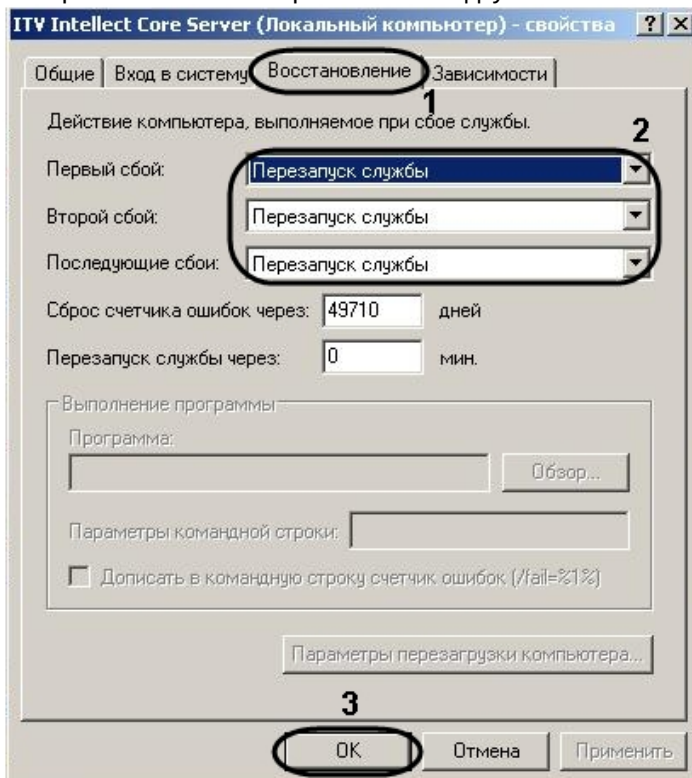 ITV Intellect Core Server (Локальный компьютер) - свойства
Общие Вход в систему Восстановление Зависимости
1
Действие компьютера, выполняемое при сбое службы.
2
Первый сбой: Перезапуск службы
Второй сбой: Перезапуск службы
Последующие сбои: Перезапуск службы
Сброс счетчика ошибок через: 49710 дней
Перезапуск службы через: 0 мин.
Выполнение программы
Программа:
Обзор...
Параметры командной строки:
Дописать в командную строку счетчик ошибок (/fail=%1%)
Параметры перезагрузки компьютера...
3
OK Отмена Применить